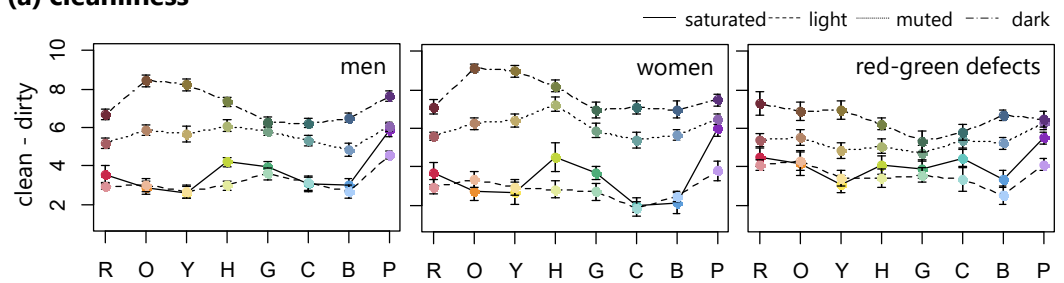 (a) cleanliness
saturated light muted dark
men women red-green defects
clean - dirty
10
8
6
4
2
R O Y H G C B P R O Y H G C B P R O Y H G C B P